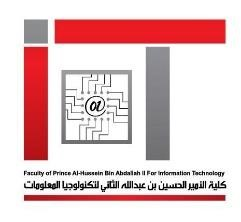 Faculty of Prince Al-Hussein Bin Abdallah II For Information Technology
كلية الأمير الحسين بن عبدالله الثاني لتكنولوجيا المعلومات